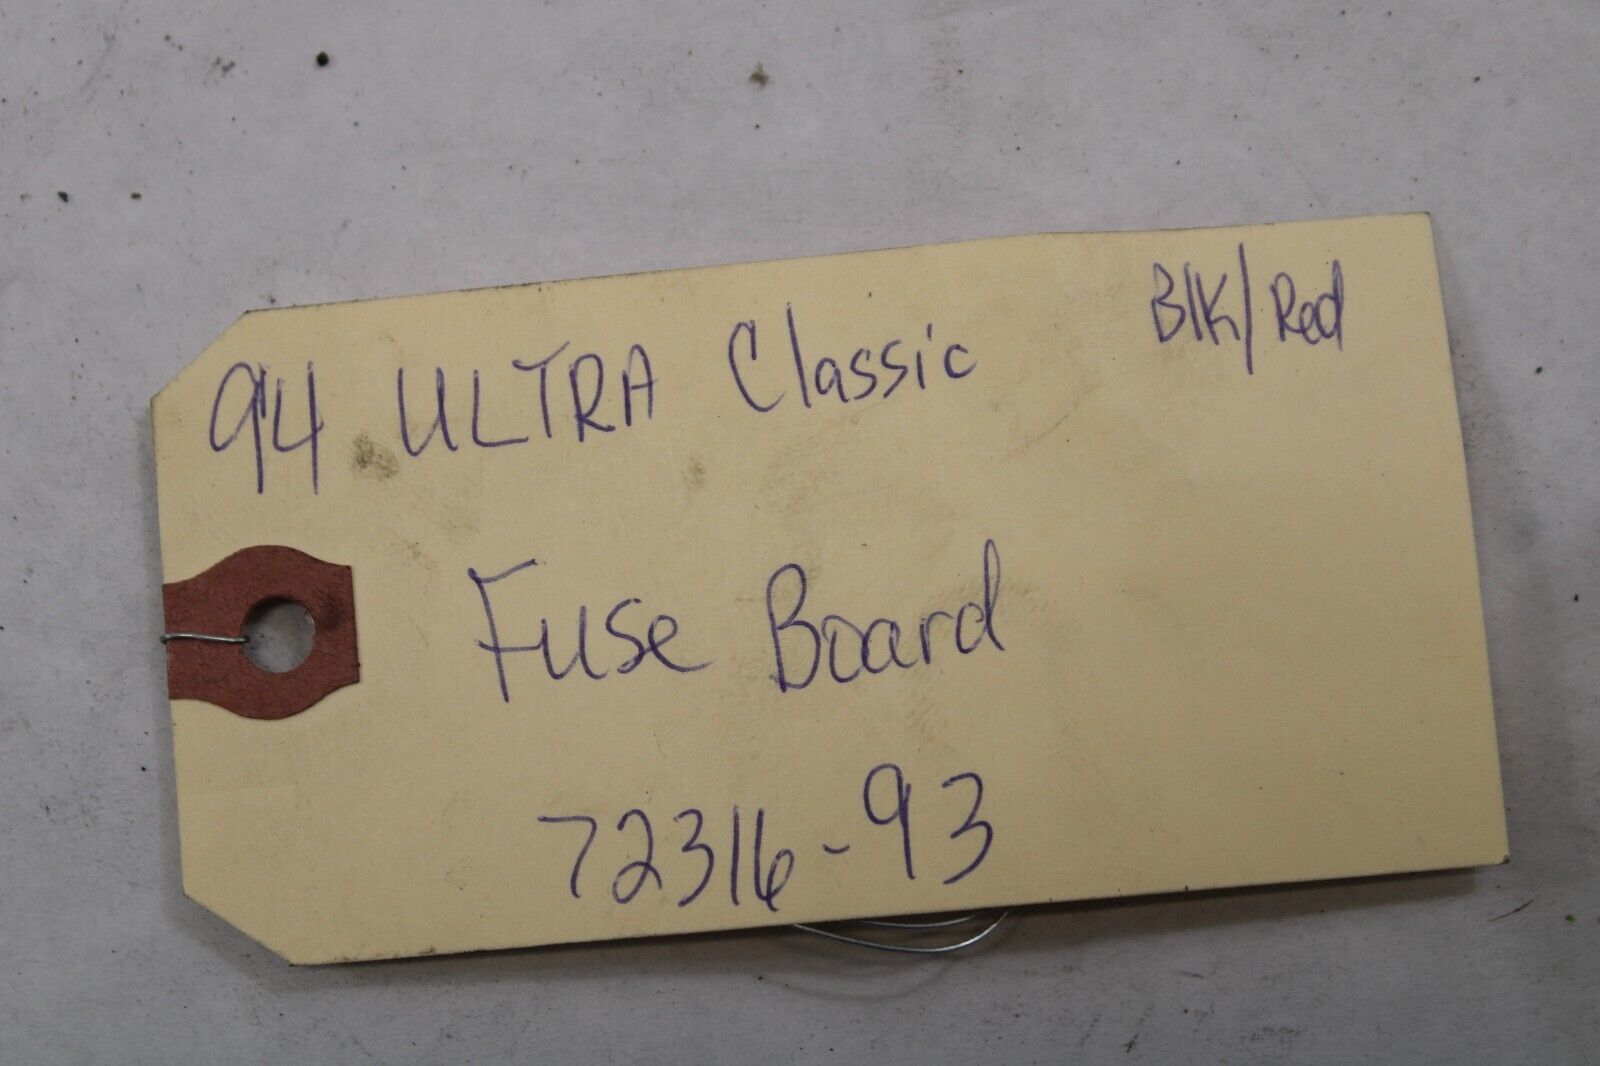 94 ULTRA Classic Blk/Red
Fuse Board
72316-93